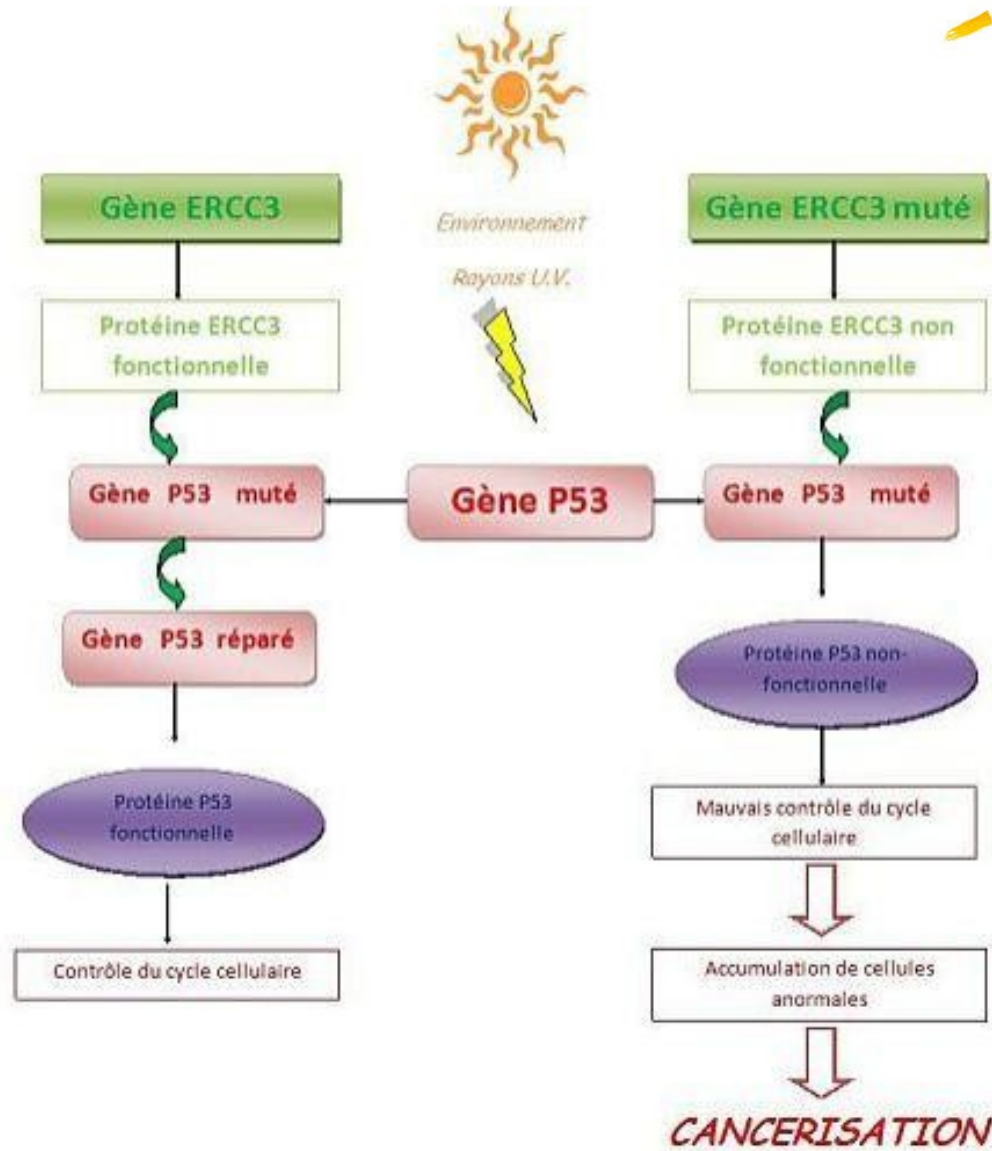 Gène ERCC3
Protéine ERCC3
fonctionnelle
Environnement
Rayons U.V.
Gène ERCC3 muté
Protéine ERCC3 non
fonctionnelle
Gène P53 muté
Gène P53
Gène P53 muté
Gène P53 réparé
Protéine P53
fonctionnelle
Contrôle du cycle cellulaire
Protéine P53 non-
fonctionnelle
Mauvais contrôle du cycle
cellulaire
Accumulation de cellules
anormales
CANCERISATION